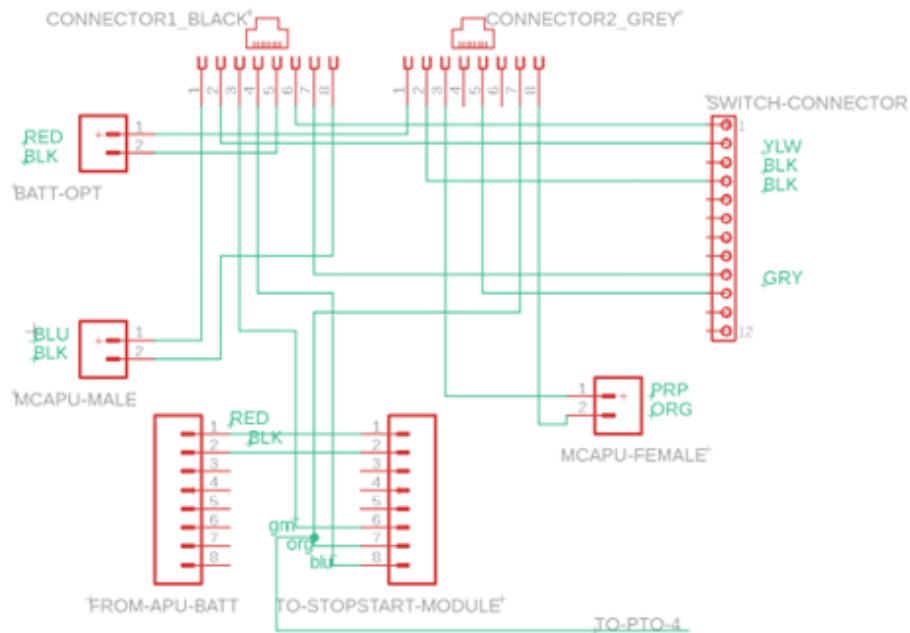 CONNECTOR1_BLACK
CONNECTOR2_GREY
1 2 3 4 5 6 7 8
1 2 3 4 5 6 7 8
SWITCH-CONNECTOR
1
RED
BLK
1
2
YLW
BLK
BLK
BATT-OPT
GRY
12
BLU
BLK
1
2
MCAPU-MALE
1
2
PRP
ORG
MCAPU-FEMALE
RED
BLK
1
2
3
4
5
6
7
8
1
2
3
4
5
6
7
8
grn
org
blu
FROM-APU-BATT
TO-STOPSTART-MODULE
TO-PTO-4